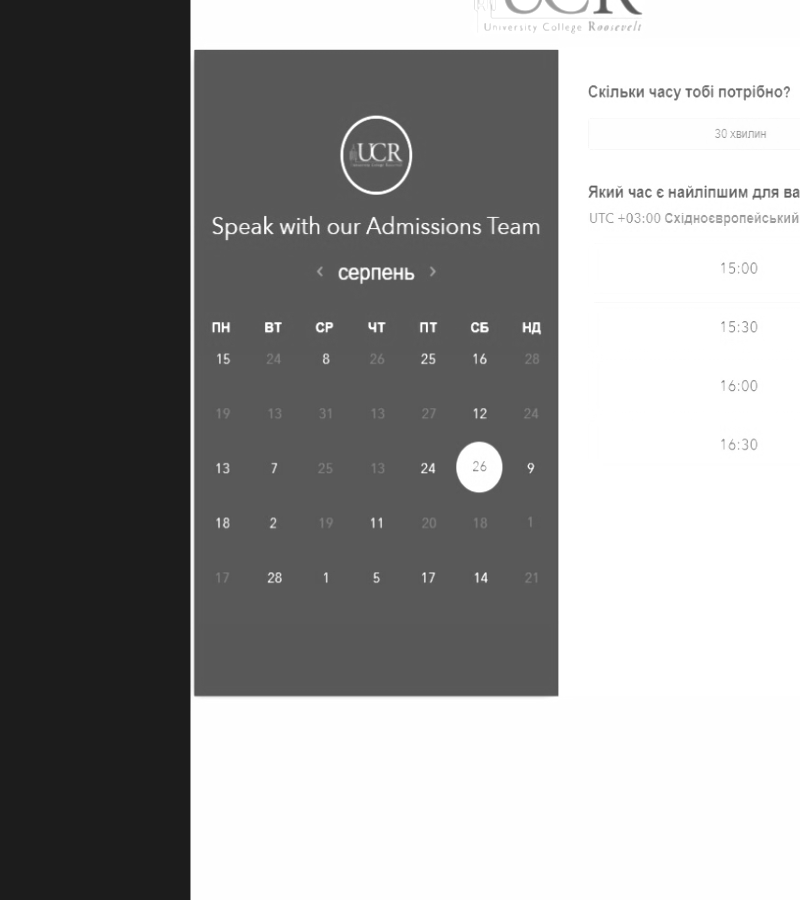 UCR
University College Roosevelt
UCR
Speak with our Admissions Team
‹ серпень ›
ПН ВТ СР ЧТ ПТ СБ НД
15 24 8 26 25 16 28
19 13 31 13 27 12 24
13 7 25 13 24 26 9
18 2 19 11 20 18 1
17 28 1 5 17 14 21
Скільки часу тобі потрібно?
30 хвилин
Який час є найліпшим для ва
UTC +03:00 Східноєвропейський
15:00
15:30
16:00
16:30